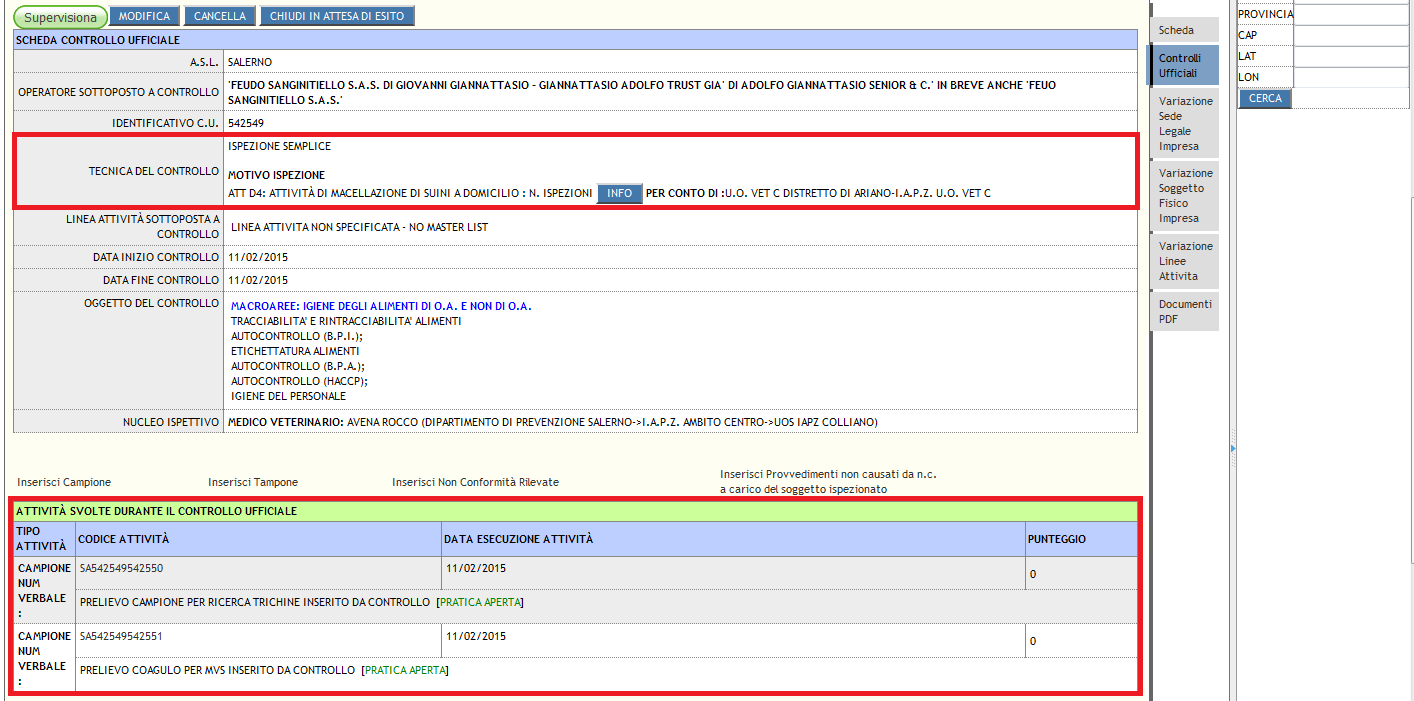 Supervisiona MODIFICA CANCELLA CHIUDI IN ATTESA DI ESITO
SCHEDA CONTROLLO UFFICIALE
A.S.L. SALERNO
OPERATORE SOTTOPOSTO A CONTROLLO 'FEUDO SANGINITIELLO S.A.S. DI GIOVANNI GIANNATTASIO - GIANNATTASIO ADOLFO TRUST GIA' DI ADOLFO GIANNATTASIO SENIOR & C.' IN BREVE ANCHE 'FEUO
SANGINITIELLO S.A.S.'
IDENTIFICATIVO C.U. 542549
TECNICA DEL CONTROLLO
ISPEZIONE SEMPLICE
MOTIVO ISPEZIONE
ATT D4: ATTIVITÀ DI MACELLAZIONE DI SUINI A DOMICILIO : N. ISPEZIONI INFO PER CONTO DI :U.O. VET C DISTRETTO DI ARIANO-I.A.P.Z. U.O. VET C
LINEA ATTIVITÀ SOTTOPOSTA A
CONTROLLO
LINEA ATTIVITA NON SPECIFICATA - NO MASTER LIST
DATA INIZIO CONTROLLO 11/02/2015
DATA FINE CONTROLLO 11/02/2015
OGGETTO DEL CONTROLLO MACROAREE: IGIENE DEGLI ALIMENTI DI O.A. E NON DI O.A.
TRACCIABILITA' E RINTRACCIABILITA' ALIMENTI
AUTOCONTROLLO (B.P.I.);
ETICHETTATURA ALIMENTI
AUTOCONTROLLO (B.P.A.);
AUTOCONTROLLO (HACCP);
IGIENE DEL PERSONALE
NUCLEO ISPETTIVO MEDICO VETERINARIO: AVENA ROCCO (DIPARTIMENTO DI PREVENZIONE SALERNO->I.A.P.Z. AMBITO CENTRO->UOS IAPZ COLLIANO)
Inserisci Campione Inserisci Tampone Inserisci Non Conformità Rilevate
Inserisci Provvedimenti non causati da n.c.
a carico del soggetto ispezionato
ATTIVITÀ SVOLTE DURANTE IL CONTROLLO UFFICIALE
TIPO
ATTIVITÀ
CODICE ATTIVITÀ DATA ESECUZIONE ATTIVITÀ PUNTEGGIO
CAMPIONE
NUM
VERBALE
:
SA542549542550 11/02/2015 0
PRELIEVO CAMPIONE PER RICERCA TRICHINE INSERITO DA CONTROLLO [PRATICA APERTA]
CAMPIONE
NUM
VERBALE
:
SA542549542551 11/02/2015 0
PRELIEVO COAGULO PER MVS INSERITO DA CONTROLLO [PRATICA APERTA]
Scheda
Controlli
Ufficiali
Variazione
Sede
Legale
Impresa
Variazione
Soggetto
Fisico
Impresa
Variazione
Linee
Attivita
Documenti
PDF
PROVINCIA
CAP
LAT
LON
CERCA